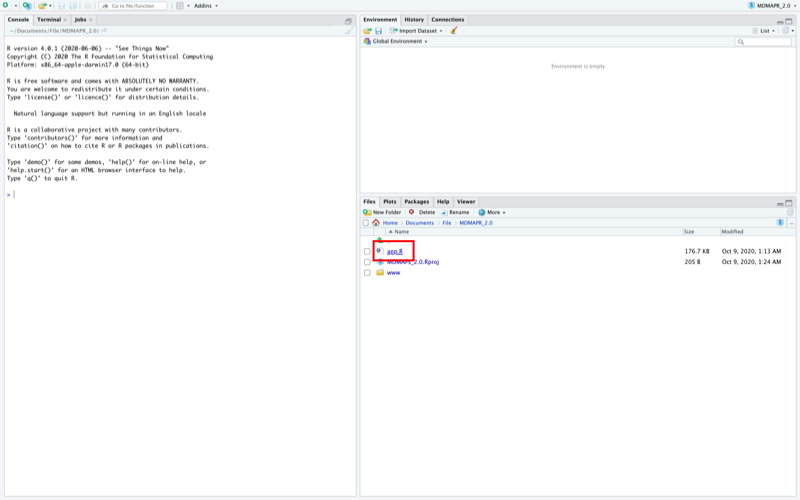 Go to file/function
Addins
MDMAPR_2.0
Console Terminal Jobs
~/Documents/File/MDMAPR_2.0/
R version 4.0.1 (2020-06-06) -- "See Things Now"
Copyright (C) 2020 The R Foundation for Statistical Computing
Platform: x86_64-apple-darwin17.0 (64-bit)
R is free software and comes with ABSOLUTELY NO WARRANTY.
You are welcome to redistribute it under certain conditions.
Type 'license()' or 'licence()' for distribution details.
Natural language support but running in an English locale
R is a collaborative project with many contributors.
Type 'contributors()' for more information and
'citation()' on how to cite R or R packages in publications.
Type 'demo()' for some demos, 'help()' for on-line help, or
'help.start()' for an HTML browser interface to help.
Type 'q()' to quit R.
>
Environment History Connections
Import Dataset
List
Global Environment
Environment is empty
Files Plots Packages Help Viewer
New Folder Delete Rename More
Home Documents File MDMAPR_2.0
Name Size Modified
app.R 176.7 KB Oct 9, 2020, 1:13 AM
MDMAPR_2.0.Rproj 205 B Oct 9, 2020, 1:24 AM
www